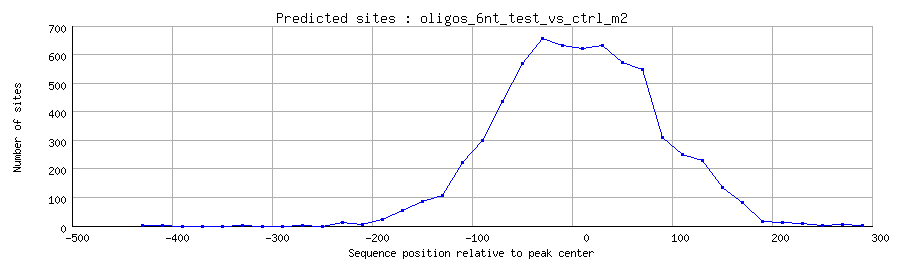 Predicted sites : oligos_6nt_test_vs_ctrl_m2
700
600
500
400
300
200
100
0
Number of sites
-500 -400 -300 -200 -100 0 100 200 300
Sequence position relative to peak center